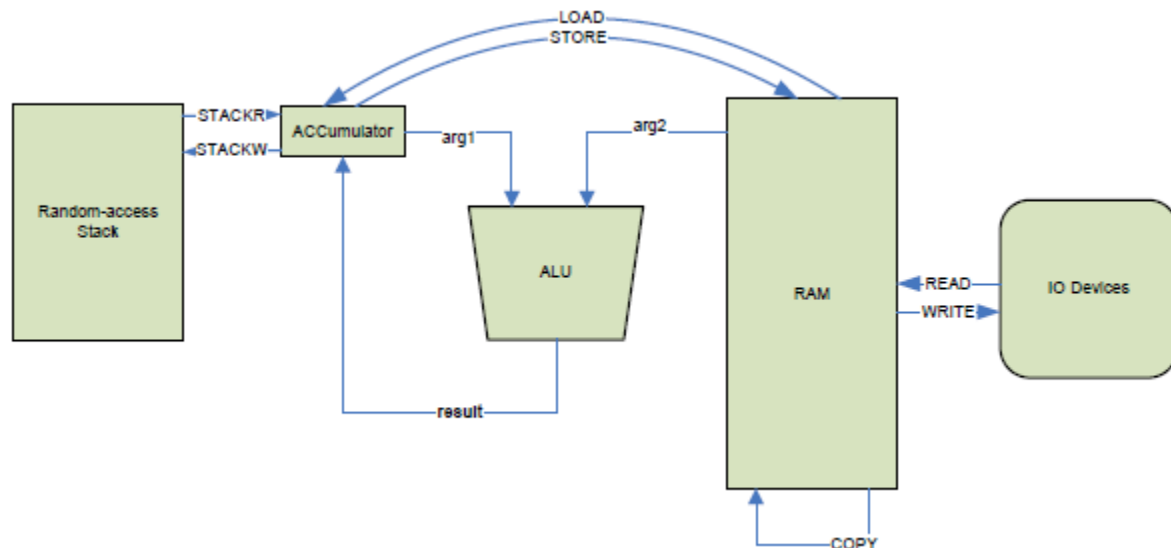 LOAD
STORE
STACKR
ACCumulator
arg1
arg2
STACKW
Random-access
Stack
ALU
RAM
READ
IO Devices
WRITE
result
COPY